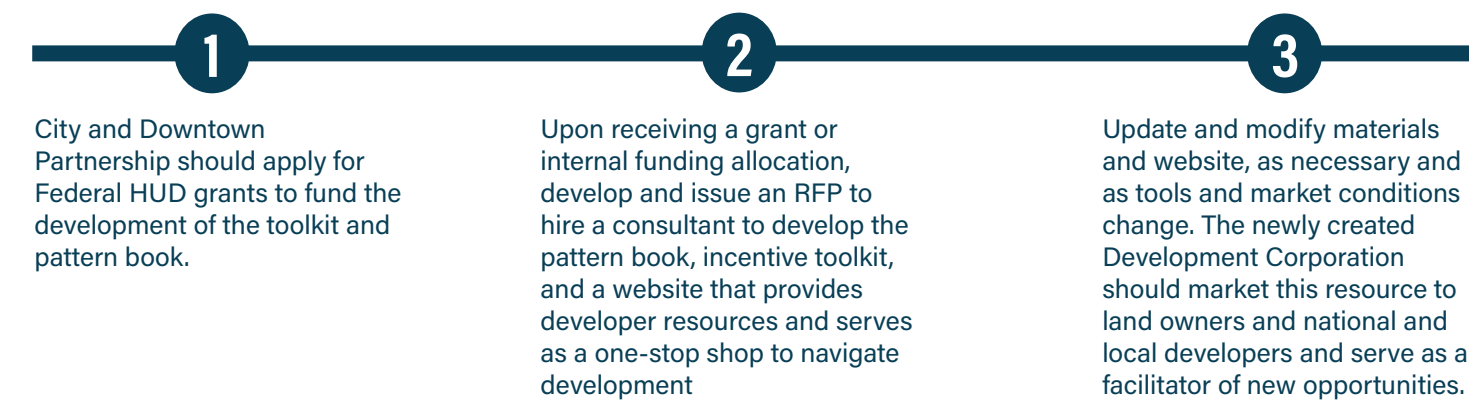 1
City and Downtown
Partnership should apply for
Federal HUD grants to fund the
development of the toolkit and
pattern book.
2
Upon receiving a grant or
internal funding allocation,
develop and issue an RFP to
hire a consultant to develop the
pattern book, incentive toolkit,
and a website that provides
developer resources and serves
as a one-stop shop to navigate
development
3
Update and modify materials
and website, as necessary and
as tools and market conditions
change. The newly created
Development Corporation
should market this resource to
land owners and national and
local developers and serve as a
facilitator of new opportunities.